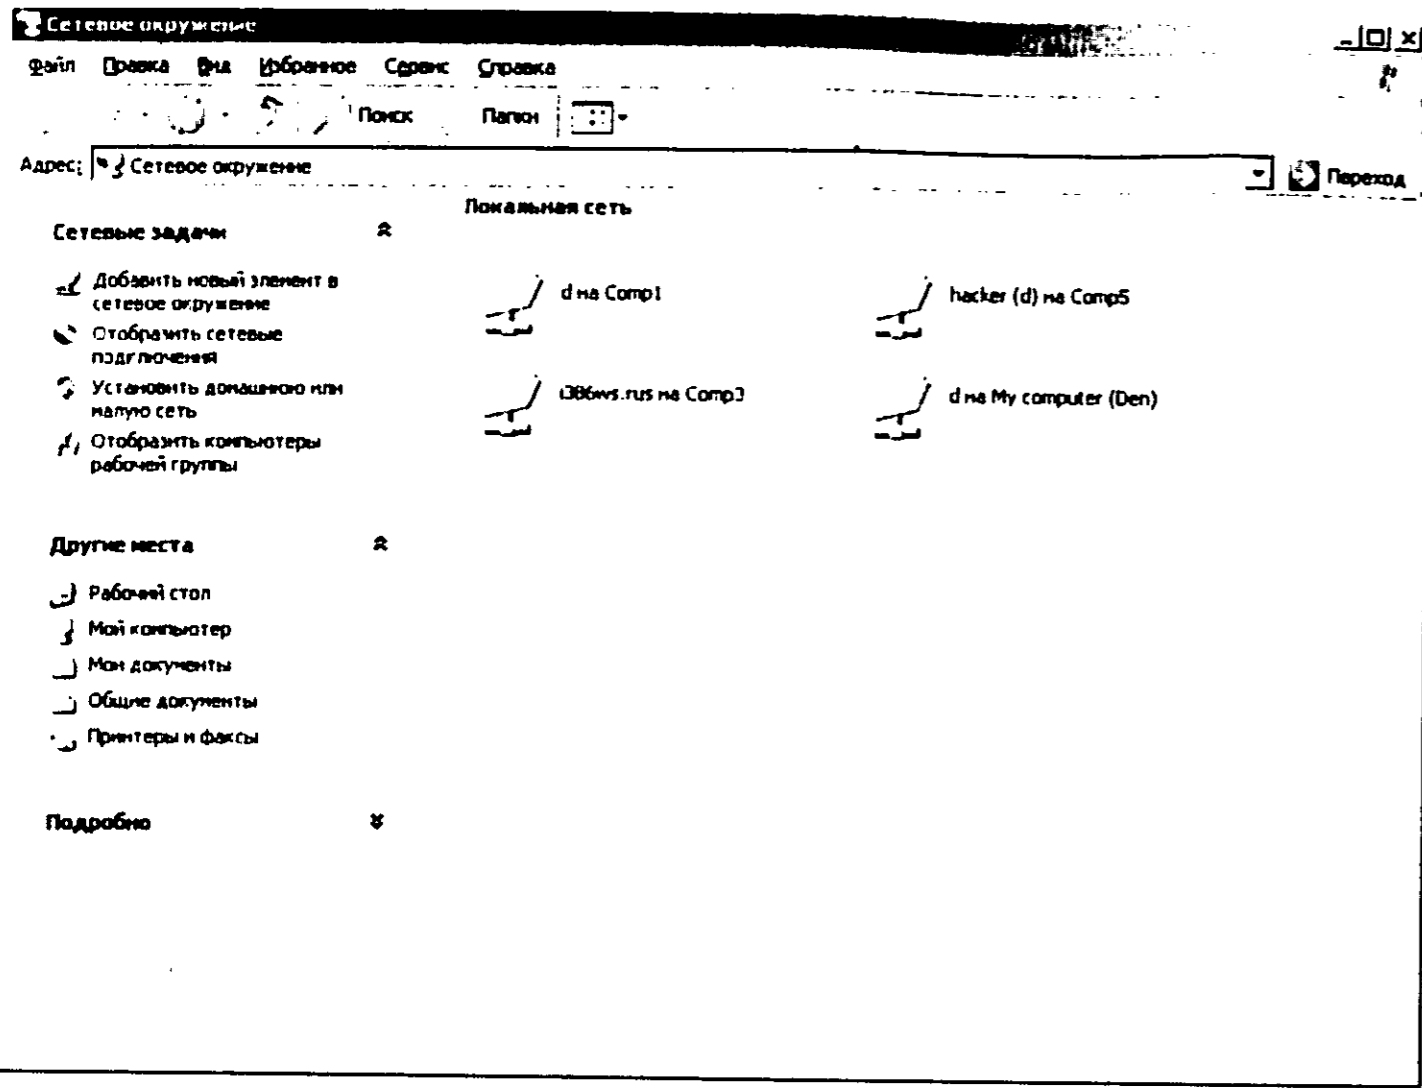 Сетевое окружение
Файл Правка Вид Избранное Сервис Справка
Поиск Папки
Адрес: Сетевое окружение Переход
Локальная сеть
Сетевые задачи
d на Comp1
hacker (d) на Comp5
Добавить новый элемент в
сетевое окружение
Отобразить сетевые
подключения
Установить домашнюю или
малую сеть
i386ws.rus на Comp3
d на My computer (Den)
Отобразить компьютеры
рабочей группы
Другие места
Рабочий стол
Мой компьютер
Мои документы
Общие документы
Принтеры и факсы
Подробно